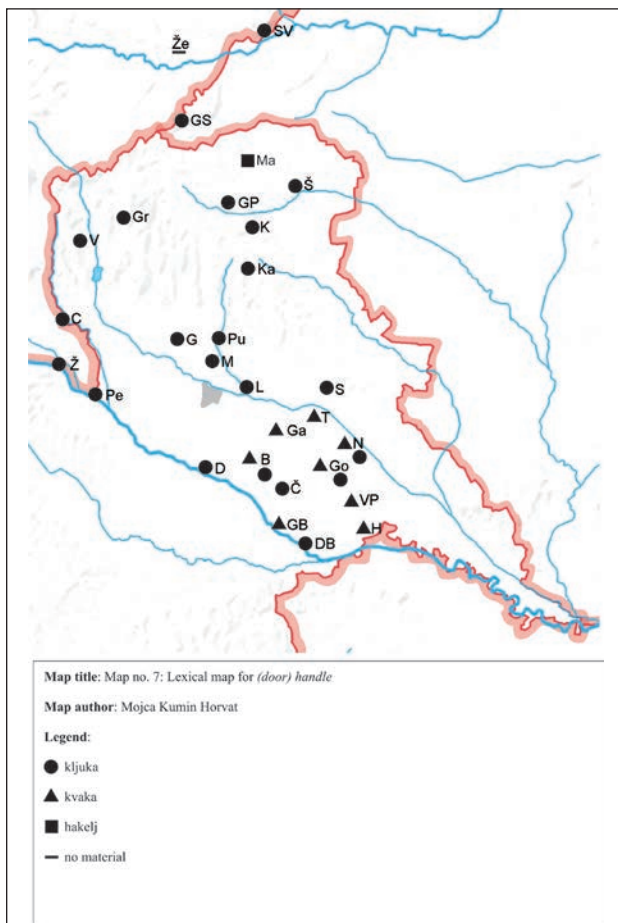 SV
Že
GS
Ma
Š
GP
Gr
K
V
Ka
C
G
Pu
M
Ž
L
S
Pe
T
Ga
N
B
Go
D
Č
VP
GB
H
DB
Map title: Map no. 7: Lexical map for (door) handle
Map author: Mojca Kumin Horvat
Legend:
kljuka
kvaka
hakelj
no material